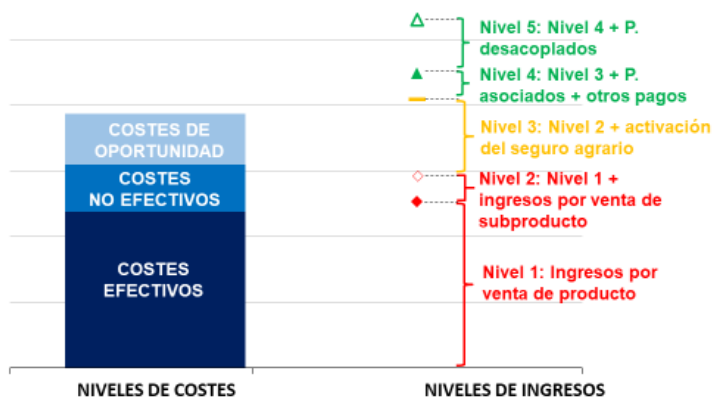 COSTES DE
OPORTUNIDAD
COSTES
NO EFECTIVOS
COSTES
EFECTIVOS
Nivel 5: Nivel 4 + P.
desacoplados
Nivel 4: Nivel 3 + P.
asociados + otros pagos
Nivel 3: Nivel 2 + activación
del seguro agrario
Nivel 2: Nivel 1 +
ingresos por venta de
subproducto
Nivel 1: Ingresos por
venta de producto
NIVELES DE COSTES
NIVELES DE INGRESOS